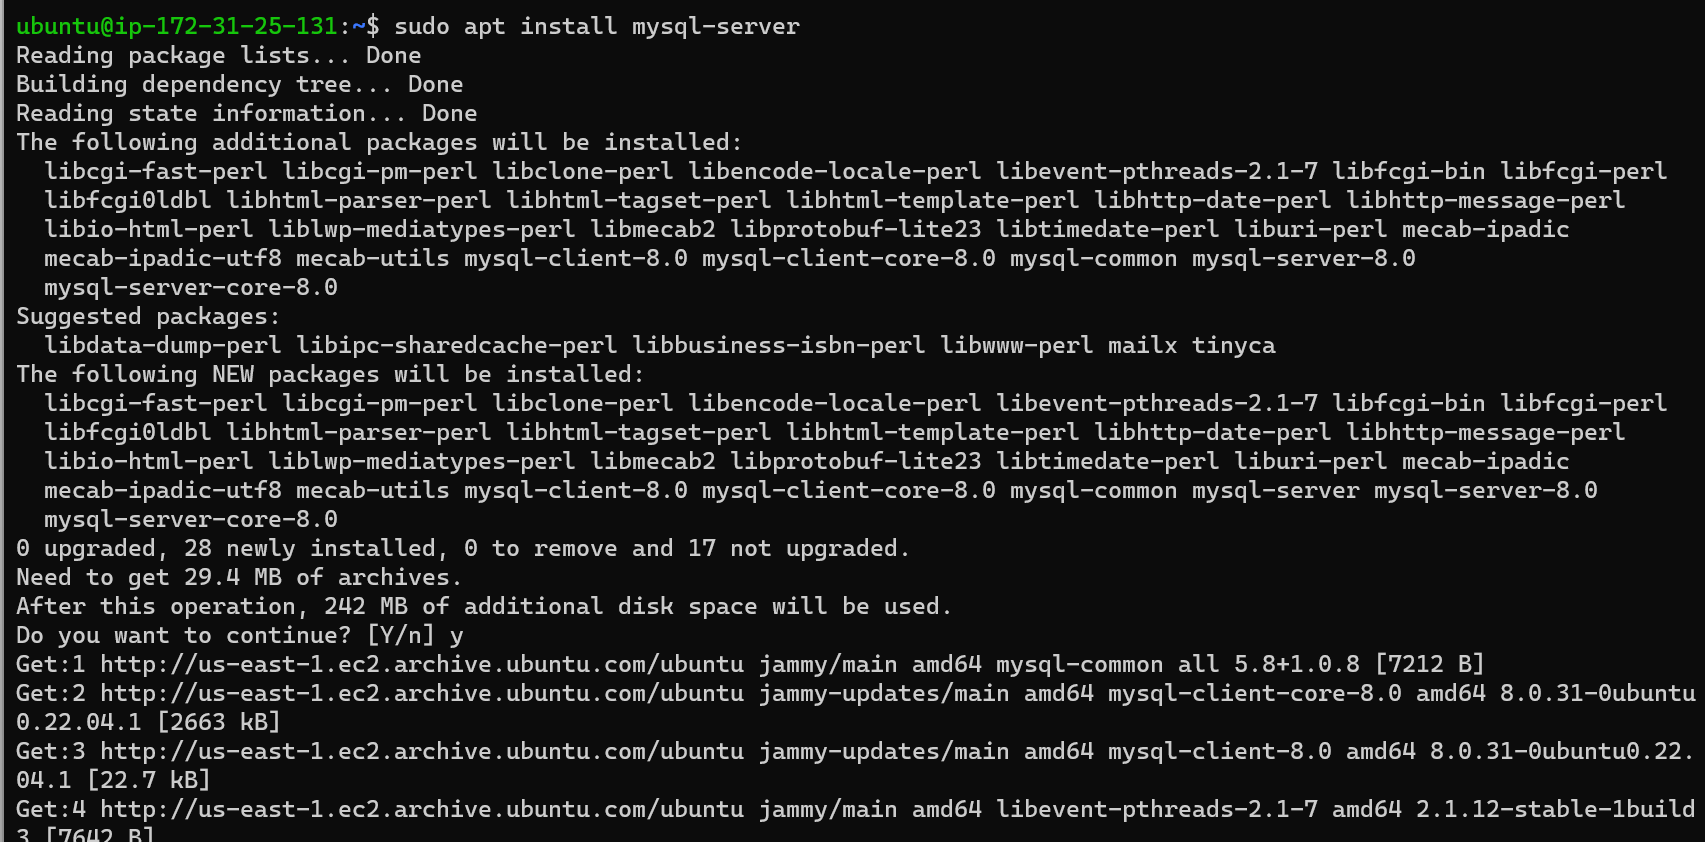 ubuntu@ip-172-31-25-131:~$ sudo apt install mysql-server
Reading package lists... Done
Building dependency tree... Done
Reading state information... Done
The following additional packages will be installed:
  libcgi-fast-perl libcgi-pm-perl libclone-perl libencode-locale-perl libevent-pthreads-2.1-7 libfcgi-bin libfcgi-perl
  libfcgi0ldbl libhtml-parser-perl libhtml-tagset-perl libhtml-template-perl libhttp-date-perl libhttp-message-perl
  libio-html-perl liblwp-mediatypes-perl libmecab2 libprotobuf-lite23 libtimedate-perl liburi-perl mecab-ipadic
  mecab-ipadic-utf8 mecab-utils mysql-client-8.0 mysql-client-core-8.0 mysql-common mysql-server-8.0
  mysql-server-core-8.0
Suggested packages:
  libdata-dump-perl libipc-sharedcache-perl libbusiness-isbn-perl libwww-perl mailx tinyca
The following NEW packages will be installed:
  libcgi-fast-perl libcgi-pm-perl libclone-perl libencode-locale-perl libevent-pthreads-2.1-7 libfcgi-bin libfcgi-perl
  libfcgi0ldbl libhtml-parser-perl libhtml-tagset-perl libhtml-template-perl libhttp-date-perl libhttp-message-perl
  libio-html-perl liblwp-mediatypes-perl libmecab2 libprotobuf-lite23 libtimedate-perl liburi-perl mecab-ipadic
  mecab-ipadic-utf8 mecab-utils mysql-client-8.0 mysql-client-core-8.0 mysql-common mysql-server mysql-server-8.0
  mysql-server-core-8.0
0 upgraded, 28 newly installed, 0 to remove and 17 not upgraded.
Need to get 29.4 MB of archives.
After this operation, 242 MB of additional disk space will be used.
Do you want to continue? [Y/n] y
Get:1 http://us-east-1.ec2.archive.ubuntu.com/ubuntu jammy/main amd64 mysql-common all 5.8+1.0.8 [7212 B]
Get:2 http://us-east-1.ec2.archive.ubuntu.com/ubuntu jammy-updates/main amd64 mysql-client-core-8.0 amd64 8.0.31-0ubuntu
0.22.04.1 [2663 kB]
Get:3 http://us-east-1.ec2.archive.ubuntu.com/ubuntu jammy-updates/main amd64 mysql-client-8.0 amd64 8.0.31-0ubuntu0.22.
04.1 [22.7 kB]
Get:4 http://us-east-1.ec2.archive.ubuntu.com/ubuntu jammy/main amd64 libevent-pthreads-2.1-7 amd64 2.1.12-stable-1build
3 [7642 B]